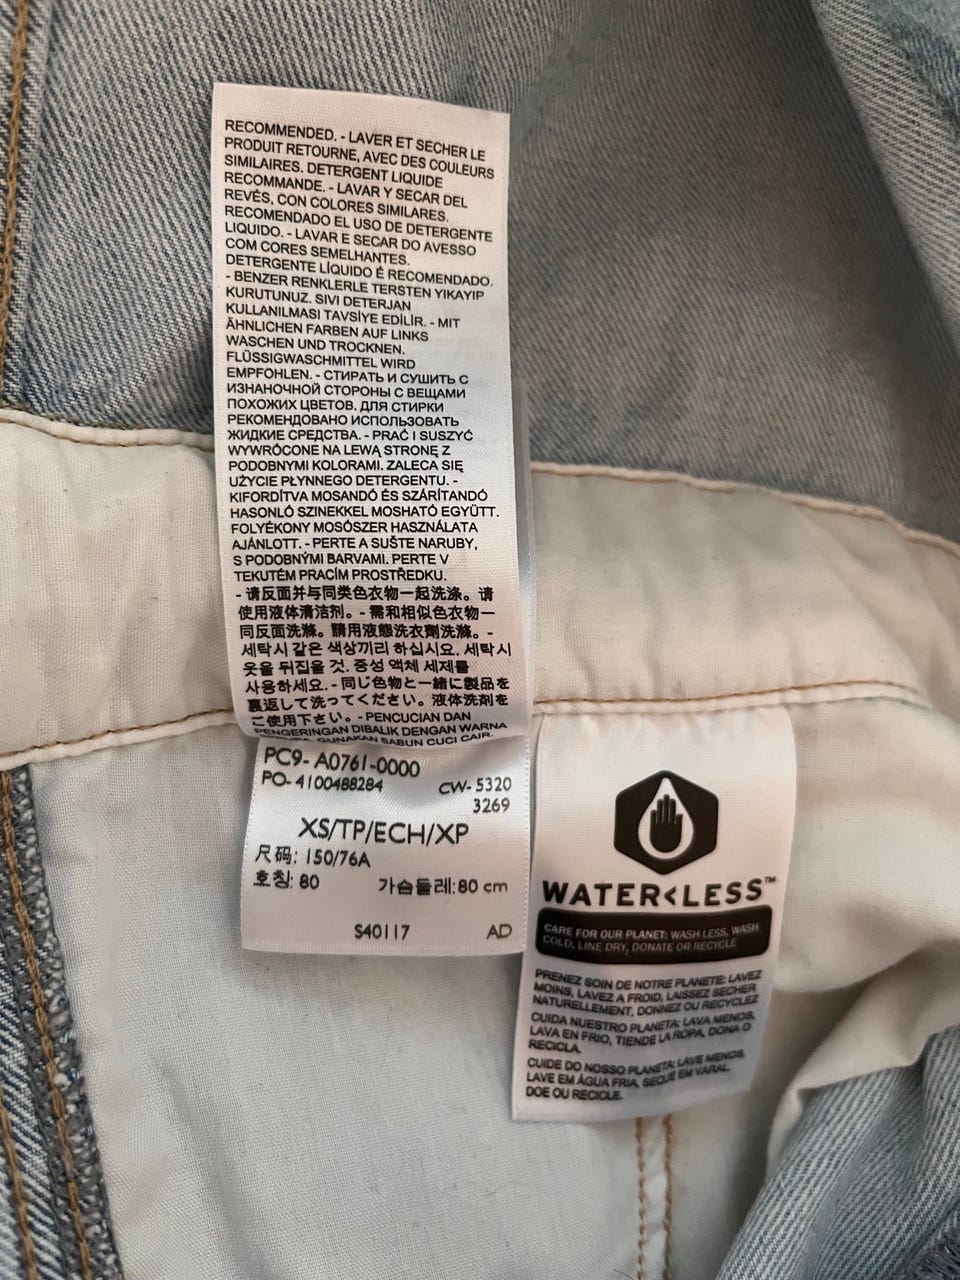 RECOMMENDED. - LAVER ET SECHER LE
PRODUIT RETOURNE, AVEC DES COULEURS
SIMILAIRES. DETERGENT LIQUIDE
RECOMMANDE. - LAVAR Y SECAR DEL
REVÉS, CON COLORES SIMILARES.
RECOMENDADO EL USO DE DETERGENTE
LIQUIDO. - LAVAR E SECAR DO AVESSO
COM CORES SEMELHANTES.
DETERGENTE LÍQUIDO É RECOMENDADO.
- BENZER RENKLERLE TERSTEN YIKAYIP
KURUTUNUZ. SIVI DETERJAN
KULLANILMASI TAVSİYE EDİLİR. - MIT
ÄHNLICHEN FARBEN AUF LINKS
WASCHEN UND TROCKNEN.
FLÜSSIGWASCHMITTEL WIRD
EMPFOHLEN. - СТИРАТЬ И СУШИТЬ С
ИЗНАНОЧНОЙ СТОРОНЫ С ВЕЩАМИ
ПОХОЖИХ ЦВЕТОВ. ДЛЯ СТИРКИ
РЕКОМЕНДОВАНО ИСПОЛЬЗОВАТЬ
ЖИДКИЕ СРЕДСТВА. - PRAĆ I SUSZYĆ
WYWRÓCONE NA LEWĄ STRONĘ Z
PODOBNYMI KOLORAMI. ZALECA SIĘ
UŻYCIE PŁYNNEGO DETERGENTU. -
KIFORDÍTVA MOSANDÓ ÉS SZÁRÍTANDÓ
HASONLÓ SZINEKKEL MOSHATÓ EGYÜTT.
FOLYÉKONY MOSÓSZER HASZNÁLATA
AJÁNLOTT. - PERTE A SUŠTE NARUBY,
S PODOBNÝMI BARVAMI. PERTE V
TEKUTÉM PRACÍM PROSTŘEDKU.
- 请反面并与同类色衣物一起洗涤。请
使用液体清洁剂。- 需和相似色衣物一
同反面洗滌。請用液態洗衣劑洗滌。-
세탁시 같은 색상끼리 하십시요. 세탁시
옷을 뒤집을 것. 중성 액체 세제를
사용하세요. - 同じ色物と一緒に製品を
裏返して洗ってください。液体洗剤を
ご使用下さい。- PENCUCIAN DAN
PENGERINGAN DIBALIK DENGAN WARNA
GUNAKAN SABUN CUCI CAIR.
PC9- A0761-0000
PO- 4100488284 CW- 5320
3269
XS/TP/ECH/XP
尺码: 150/76A
호칭: 80 가슴둘레: 80 cm
S40117 AD
WATER<LESS™
CARE FOR OUR PLANET: WASH LESS, WASH
COLD, LINE DRY, DONATE OR RECYCLE
PRENEZ SOIN DE NOTRE PLANETE: LAVEZ
MOINS, LAVEZ A FROID, LAISSEZ SECHER
NATURELLEMENT, DONNEZ OU RECYCLEZ
CUIDA NUESTRO PLANETA: LAVA MENOS,
LAVA EN FRIO, TIENDE LA ROPA, DONA O
RECICLA.
CUIDE DO NOSSO PLANETA: LAVE MENOS,
LAVE EM ÁGUA FRIA, SEQUE EM VARAL,
DOE OU RECICLE.